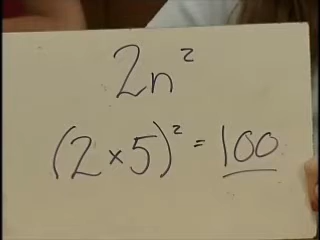 2n²
(2×5)² = 100